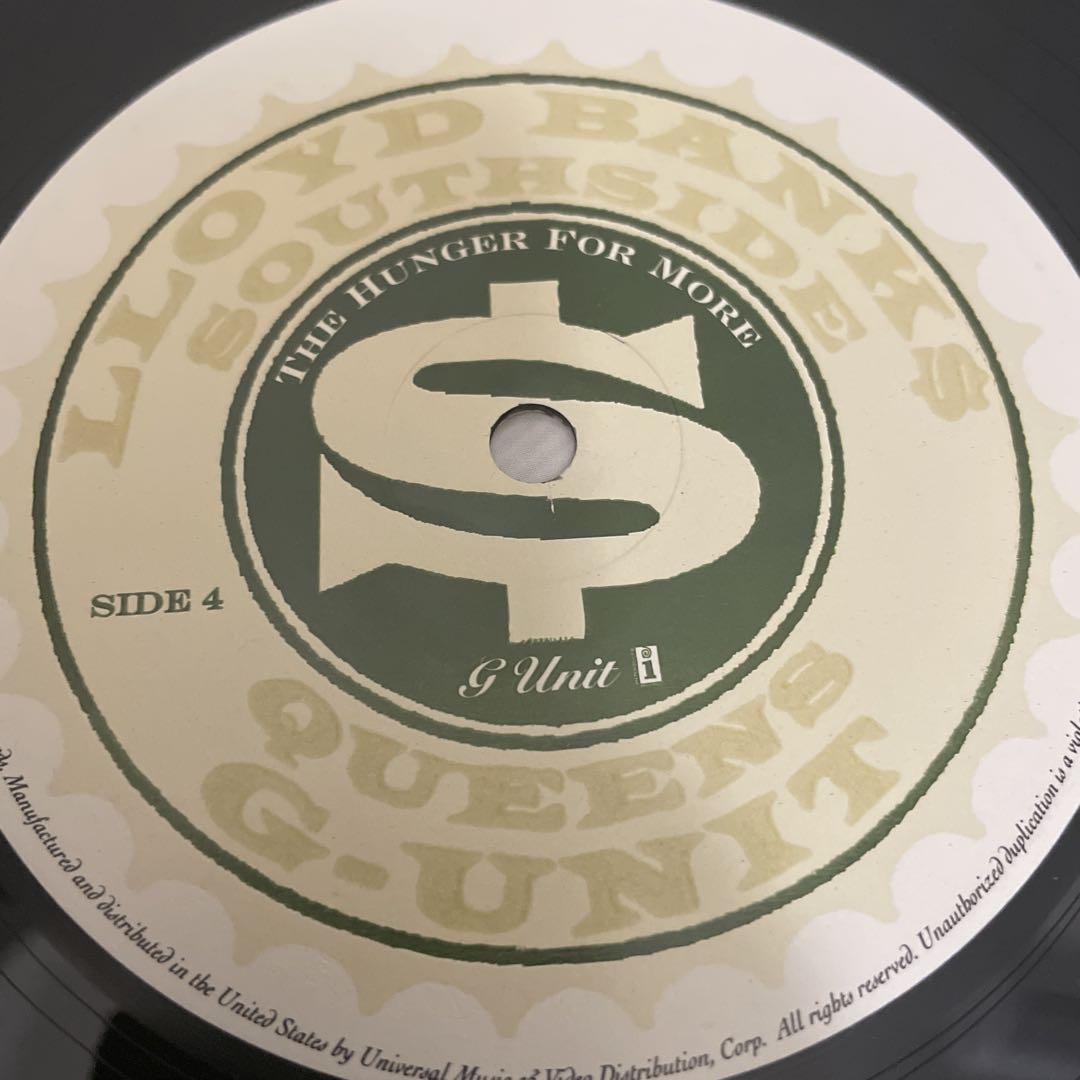 LLOYD BANKS
SOUTHSIDE
THE HUNGER FOR MORE
SIDE 4
G Unit i
QUEENS
G-UNIT
Manufactured and distributed in the United States by Universal Music & Video Distribution, Corp. All rights reserved. Unauthorized duplication is a